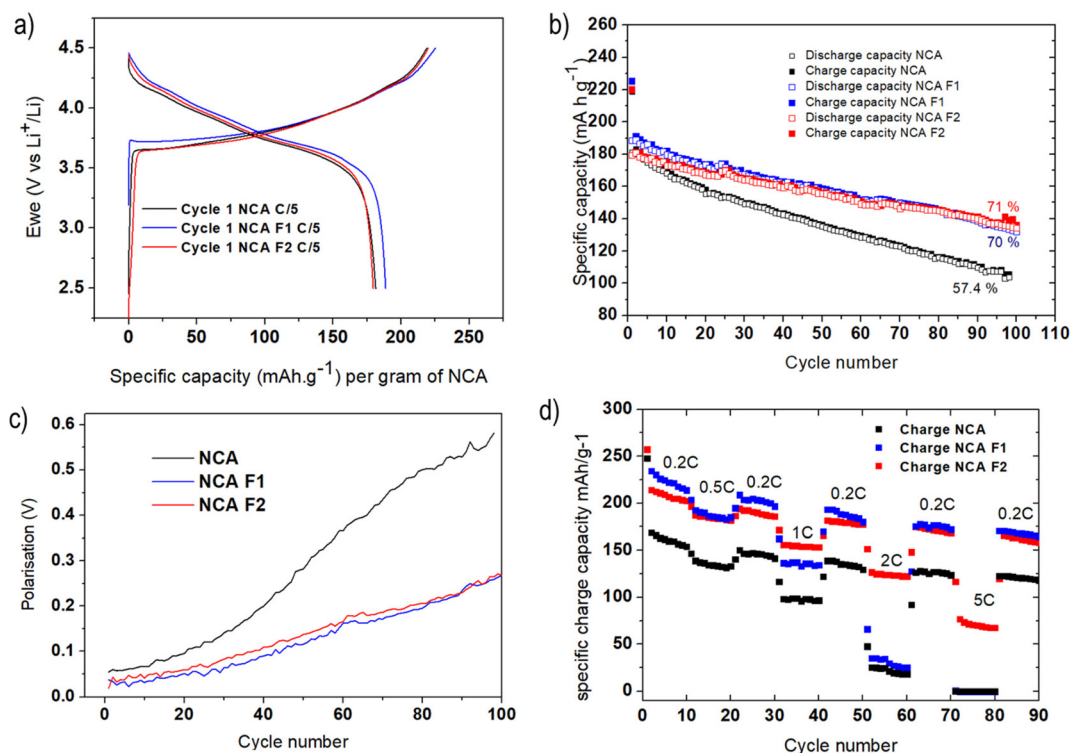 a)
Ewe (V vs Li⁺/Li)
4.5
4.0
3.5
3.0
2.5
Cycle 1 NCA C/5
Cycle 1 NCA F1 C/5
Cycle 1 NCA F2 C/5
0 50 100 150 200 250
Specific capacity (mAh.g⁻¹) per gram of NCA
b)
Specific capacity (mA h g⁻¹)
260
240
220
200
180
160
140
120
100
80
Discharge capacity NCA
Charge capacity NCA
Discharge capacity NCA F1
Charge capacity NCA F1
Discharge capacity NCA F2
Charge capacity NCA F2
71 %
70 %
57.4 %
0 10 20 30 40 50 60 70 80 90 100 110
Cycle number
c)
Polarisation (V)
0.6
0.5
0.4
0.3
0.2
0.1
0.0
NCA
NCA F1
NCA F2
0 20 40 60 80 100
Cycle number
d)
specific charge capacity mAh/g-1
300
250
200
150
100
50
0
Charge NCA
Charge NCA F1
Charge NCA F2
0.2C
0.5C
0.2C
1C
0.2C
2C
0.2C
5C
0.2C
0 10 20 30 40 50 60 70 80 90
Cycle number